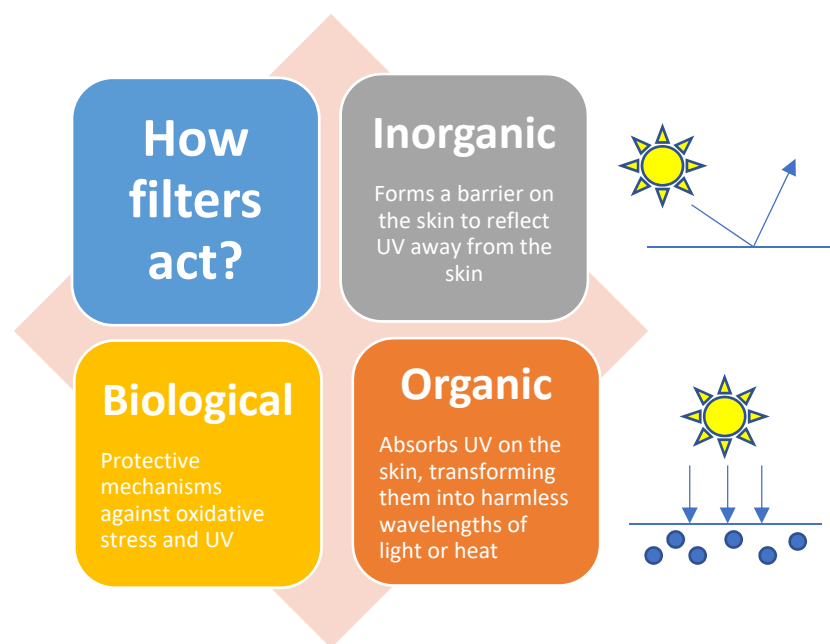 How
filters
act?
Inorganic
Forms a barrier on
the skin to reflect
UV away from the
skin
Biological
Protective
mechanisms
against oxidative
stress and UV
Organic
Absorbs UV on the
skin, transforming
them into harmless
wavelengths of
light or heat